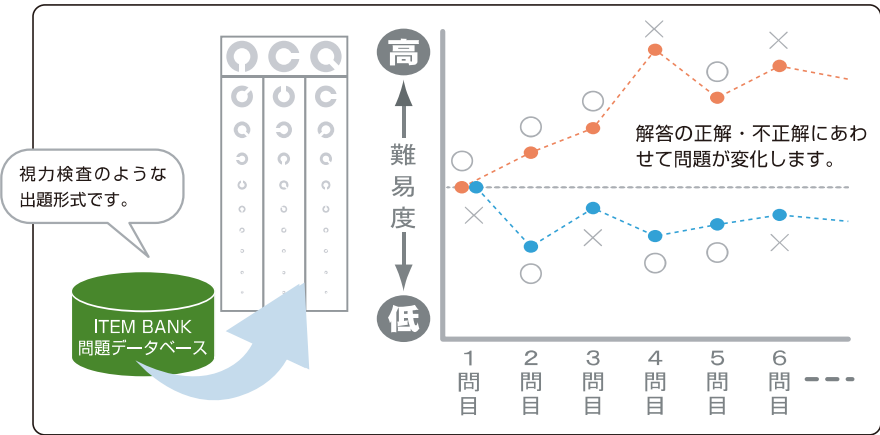 視力検査のような
出題形式です。
ITEM BANK
問題データベース
高
難易度
低
解答の正解・不正解にあわ
せて問題が変化します。
1問目
2問目
3問目
4問目
5問目
6問目